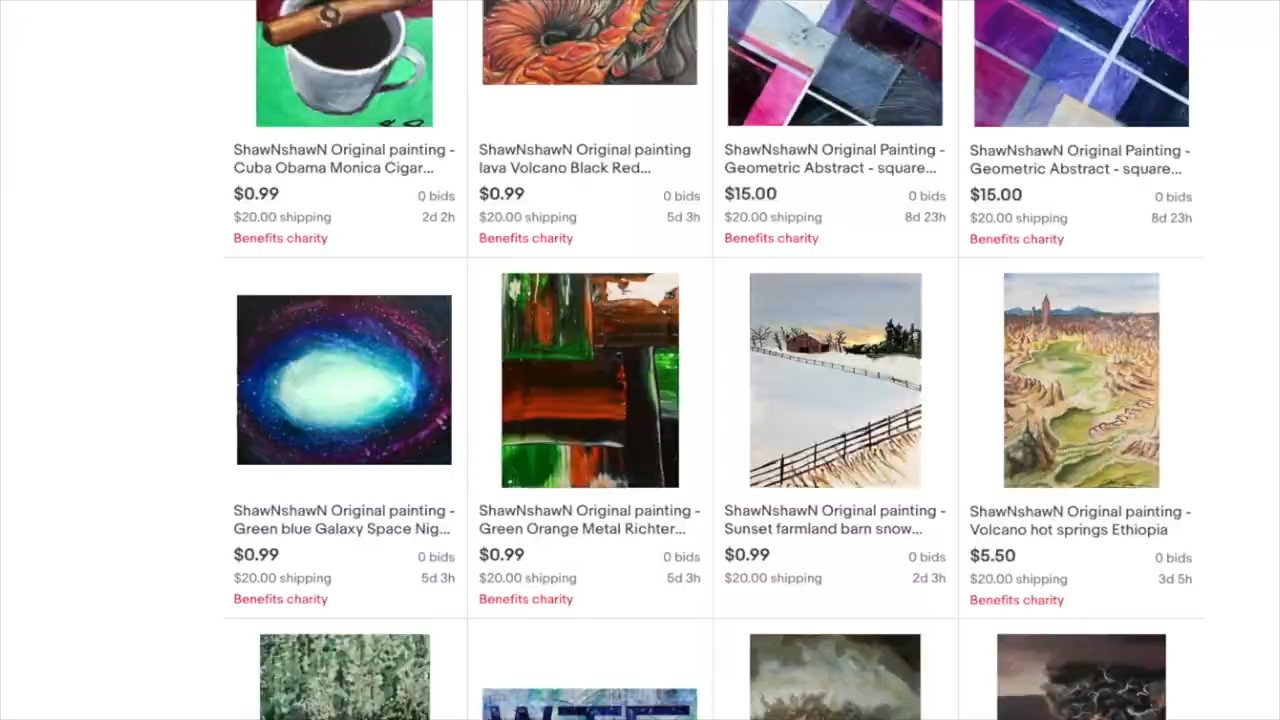 ShawNshawN Original painting -
Cuba Obama Monica Cigar...
$0.99
0 bids
$20.00 shipping
2d 2h
Benefits charity
ShawNshawN Original painting
lava Volcano Black Red...
$0.99
0 bids
$20.00 shipping
5d 3h
Benefits charity
ShawNshawN Original Painting -
Geometric Abstract - square...
$15.00
0 bids
$20.00 shipping
8d 23h
Benefits charity
ShawNshawN Original Painting -
Geometric Abstract - square...
$15.00
0 bids
$20.00 shipping
8d 23h
Benefits charity
ShawNshawN Original painting -
Green blue Galaxy Space Nig...
$0.99
0 bids
$20.00 shipping
5d 3h
Benefits charity
ShawNshawN Original painting -
Green Orange Metal Richter...
$0.99
0 bids
$20.00 shipping
5d 3h
Benefits charity
ShawNshawN Original painting -
Sunset farmland barn snow...
$0.99
0 bids
$20.00 shipping
2d 3h
ShawNshawN Original painting -
Volcano hot springs Ethiopia
$5.50
0 bids
$20.00 shipping
3d 5h
Benefits charity